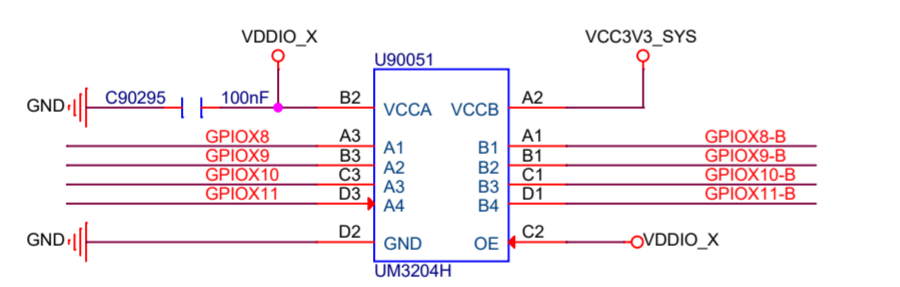 VDDIO_X VCC3V3_SYS
U90051
GND C90295 100nF B2 VCCA VCCB A2
GPIOX8 A3 A1 B1 A1 GPIOX8-B
GPIOX9 B3 A2 B2 B1 GPIOX9-B
GPIOX10 C3 A3 B3 C1 GPIOX10-B
GPIOX11 D3 A4 B4 D1 GPIOX11-B
GND D2 GND OE C2 VDDIO_X
UM3204H